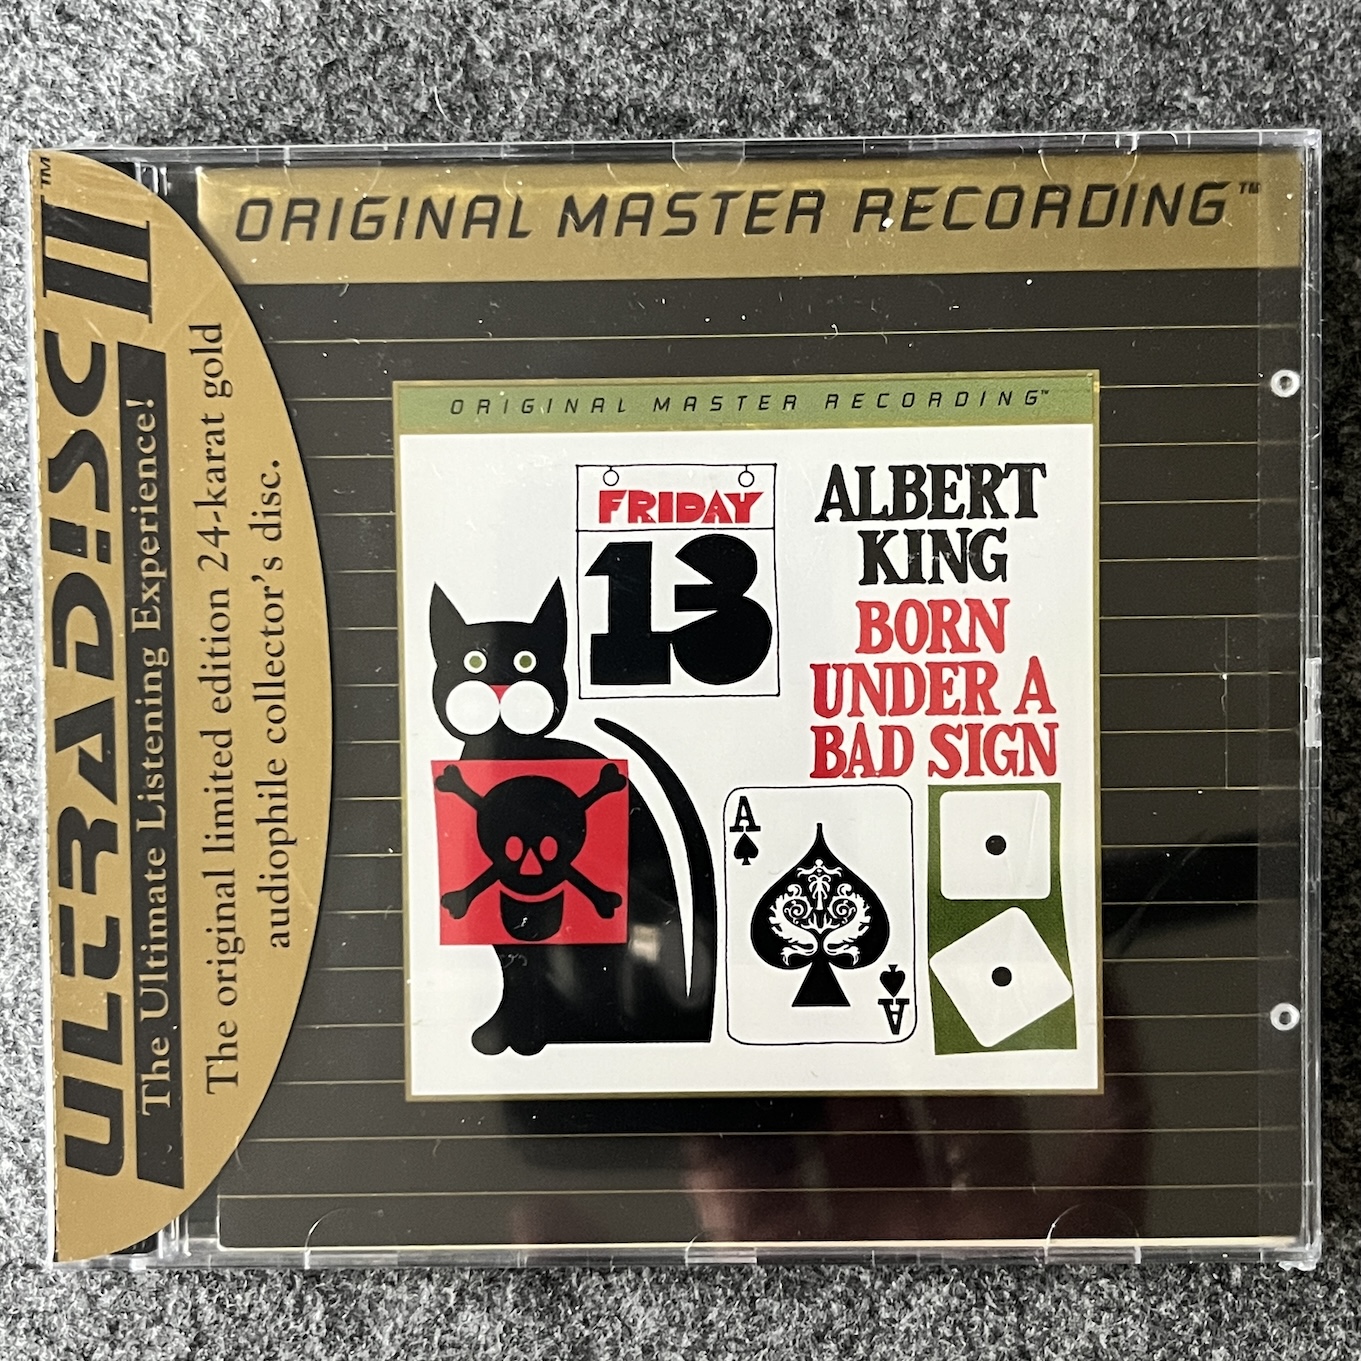 ULTRADISC II™
The Ultimate Listening Experience!
The original limited edition 24-karat gold
audiophile collector's disc.
ORIGINAL MASTER RECORDING™
ORIGINAL MASTER RECORDING™
FRIDAY
13
ALBERT
KING
BORN
UNDER A
BAD SIGN
A
A